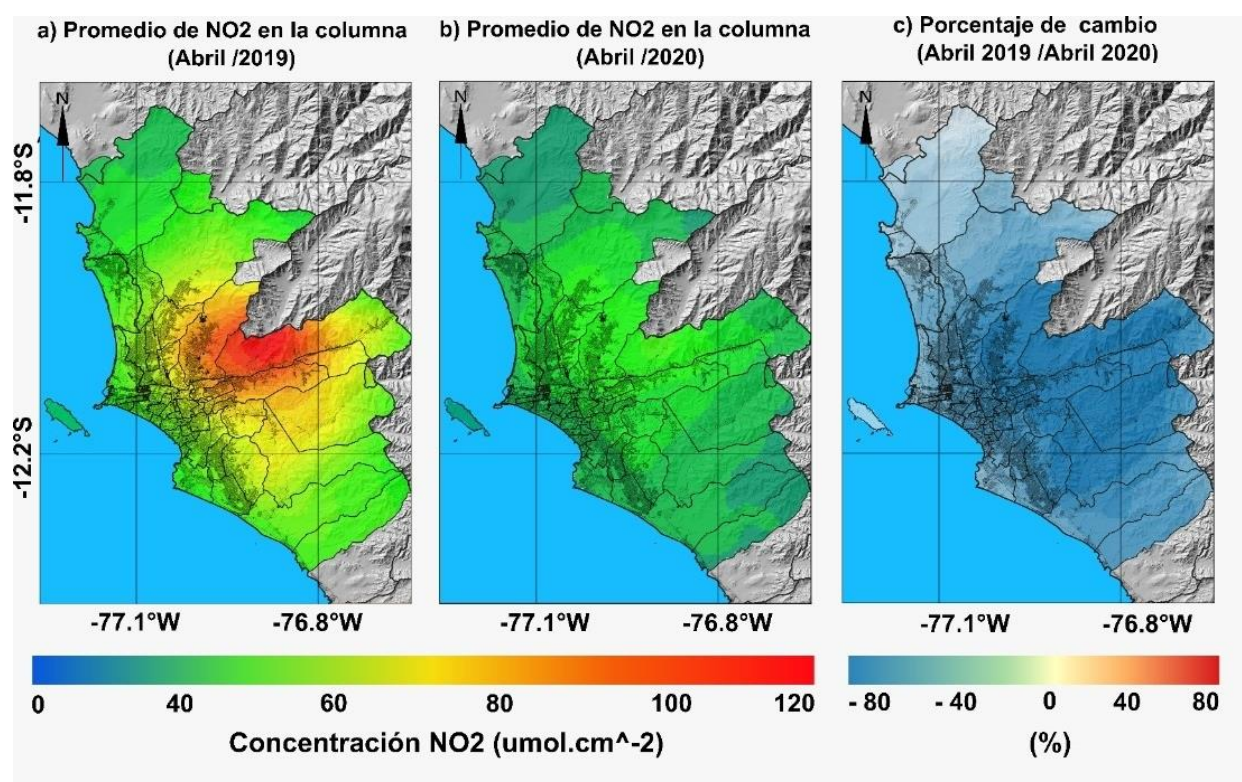 a) Promedio de NO2 en la columna
(Abril /2019)
b) Promedio de NO2 en la columna
(Abril /2020)
c) Porcentaje de cambio
(Abril 2019 /Abril 2020)
N
N
N
-11.8°S
-12.2°S
-77.1°W
-76.8°W
-77.1°W
-76.8°W
-77.1°W
-76.8°W
0
40
60
80
100
120
Concentración NO2 (umol.cm^-2)
- 80
- 40
0
40
80
(%)